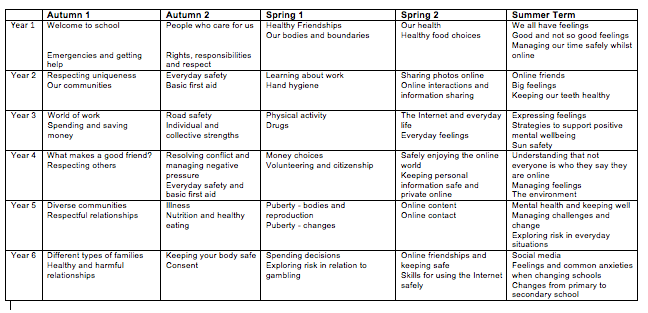 Autumn 1 Autumn 2 Spring 1 Spring 2 Summer Term
Year 1 Welcome to school People who care for us Healthy Friendships Our health We all have feelings
Our bodies and boundaries Healthy food choices Good and not so good feelings
Managing our time safely whilst
Emergencies and getting Rights, responsibilities online
help and respect
Year 2 Respecting uniqueness Everyday safety Learning about work Sharing photos online Online friends
Our communities Basic first aid Hand hygiene Online interactions and Big feelings
information sharing Keeping our teeth healthy
Year 3 World of work Road safety Physical activity The Internet and everyday Expressing feelings
Spending and saving Individual and Drugs life Strategies to support positive
money collective strengths Everyday feelings mental wellbeing
Sun safety
Year 4 What makes a good friend? Resolving conflict and Money choices Safely enjoying the online Understanding that not
Respecting others managing negative Volunteering and citizenship world everyone is who they say they
pressure Keeping personal are online
Everyday safety and information safe and Managing feelings
basic first aid private online The environment
Year 5 Diverse communities Illness Puberty - bodies and Online content Mental health and keeping well
Respectful relationships Nutrition and healthy reproduction Online contact Managing challenges and
eating Puberty - changes change
Exploring risk in everyday
situations
Year 6 Different types of families Keeping your body safe Spending decisions Online friendships and Social media
Healthy and harmful Consent Exploring risk in relation to keeping safe Feelings and common anxieties
relationships gambling Skills for using the Internet when changing schools
safely Changes from primary to
secondary school